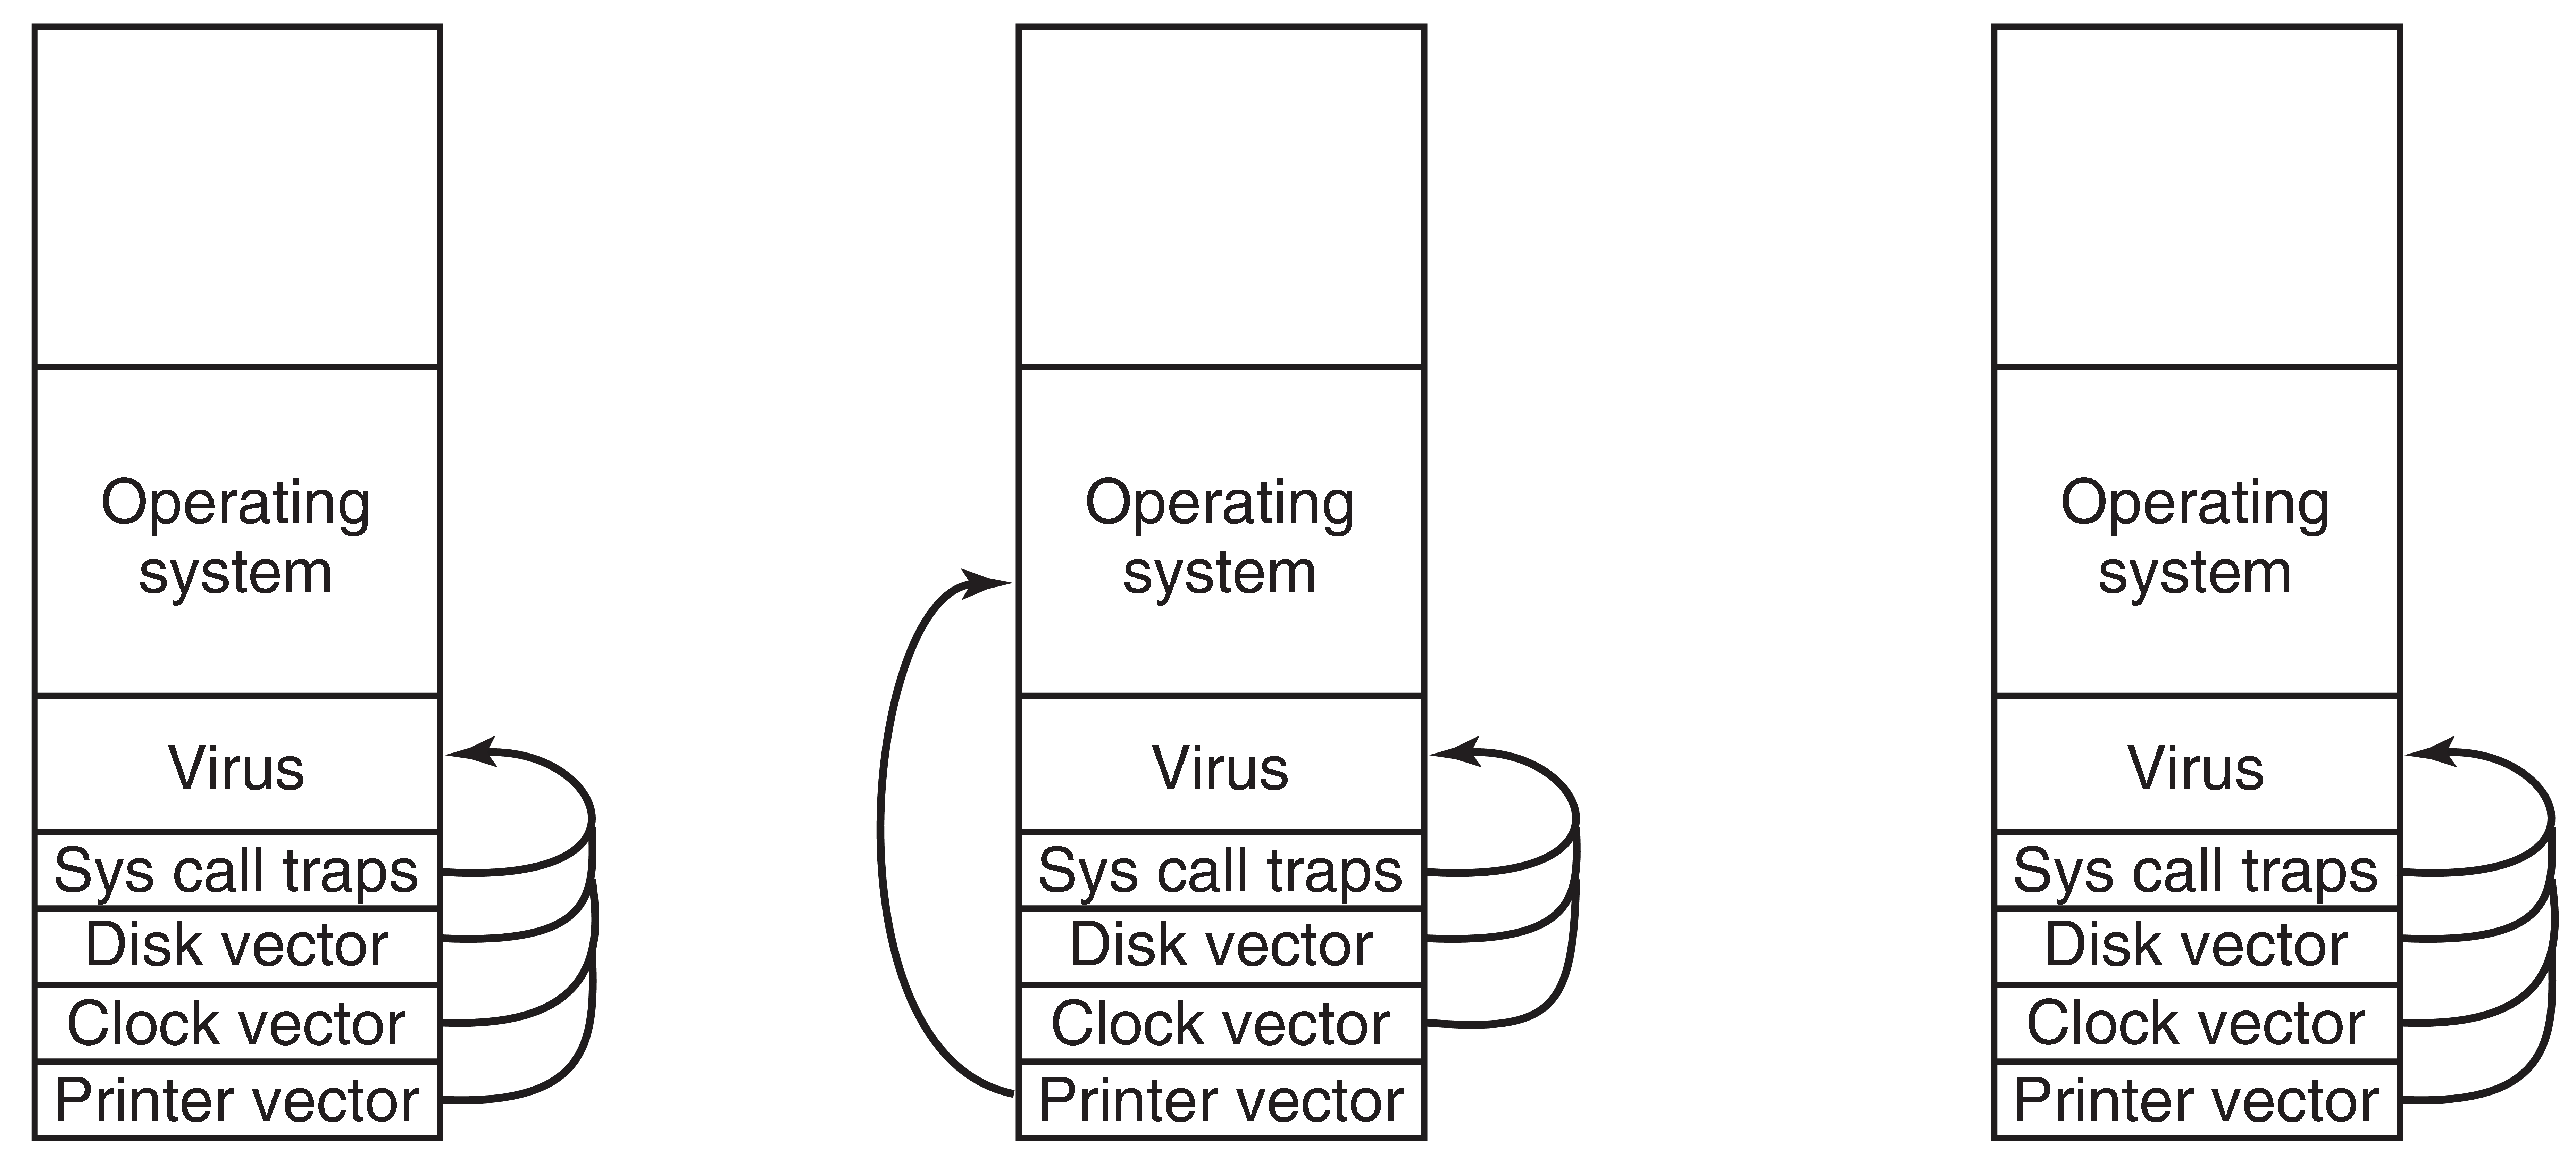 Operating
system
Virus
Sys call traps
Disk vector
Clock vector
Printer vector
Operating
system
Virus
Sys call traps
Disk vector
Clock vector
Printer vector
Operating
system
Virus
Sys call traps
Disk vector
Clock vector
Printer vector